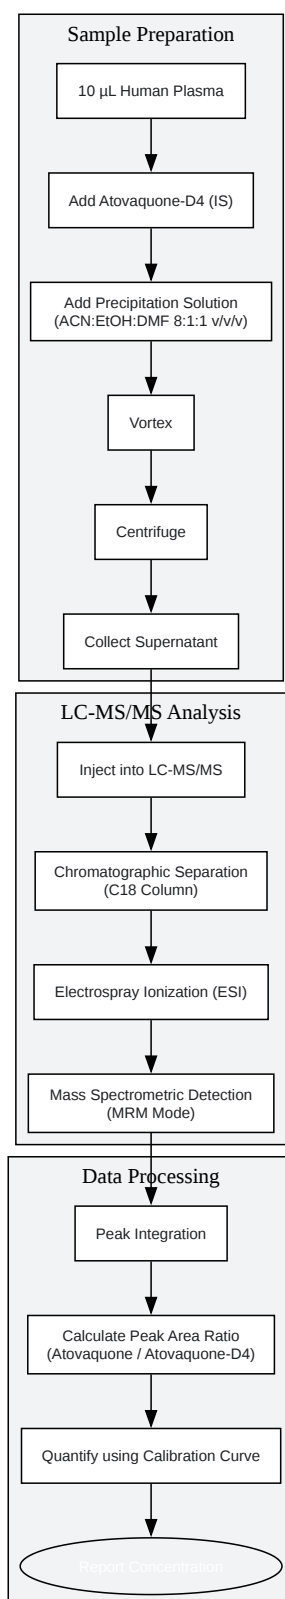 Sample Preparation
10 µL Human Plasma
Add Atovaquone-D4 (IS)
Add Precipitation Solution
(ACN:EtOH:DMF 8:1:1 v/v/v)
Vortex
Centrifuge
Collect Supernatant
LC-MS/MS Analysis
Inject into LC-MS/MS
Chromatographic Separation
(C18 Column)
Electrospray Ionization (ESI)
Mass Spectrometric Detection
(MRM Mode)
Data Processing
Peak Integration
Calculate Peak Area Ratio
(Atovaquone / Atovaquone-D4)
Quantify using Calibration Curve
Report Concentration